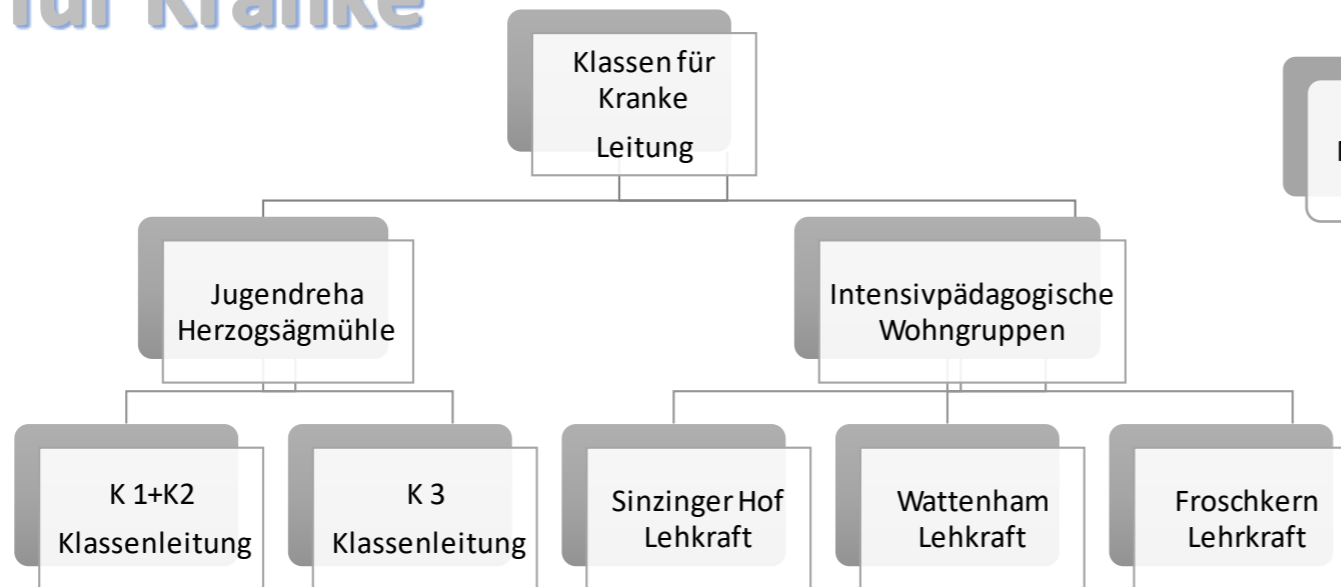 für Kranke
Klassen für
Kranke
Leitung
Jugendreha
Herzogsägmühle
Intensivpädagogische
Wohngruppen
K 1+K2
Klassenleitung
K 3
Klassenleitung
Sinzinger Hof
Lehkraft
Wattenham
Lehkraft
Froschkern
Lehrkraft